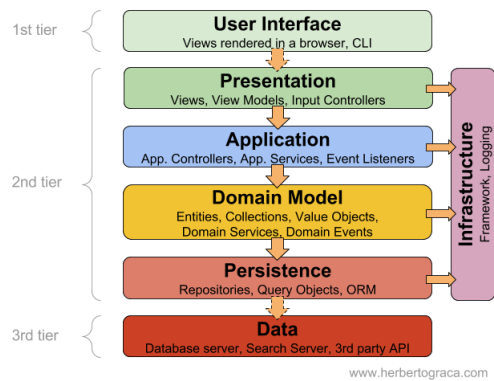 1st tier
User Interface
Views rendered in a browser, CLI
2nd tier
Presentation
Views, View Models, Input Controllers
Application
App. Controllers, App. Services, Event Listeners
Domain Model
Entities, Collections, Value Objects,
Domain Services, Domain Events
Persistence
Repositories, Query Objects, ORM
Infrastructure
Framework, Logging
3rd tier
Data
Database server, Search Server, 3rd party API
www.herbertograca.com